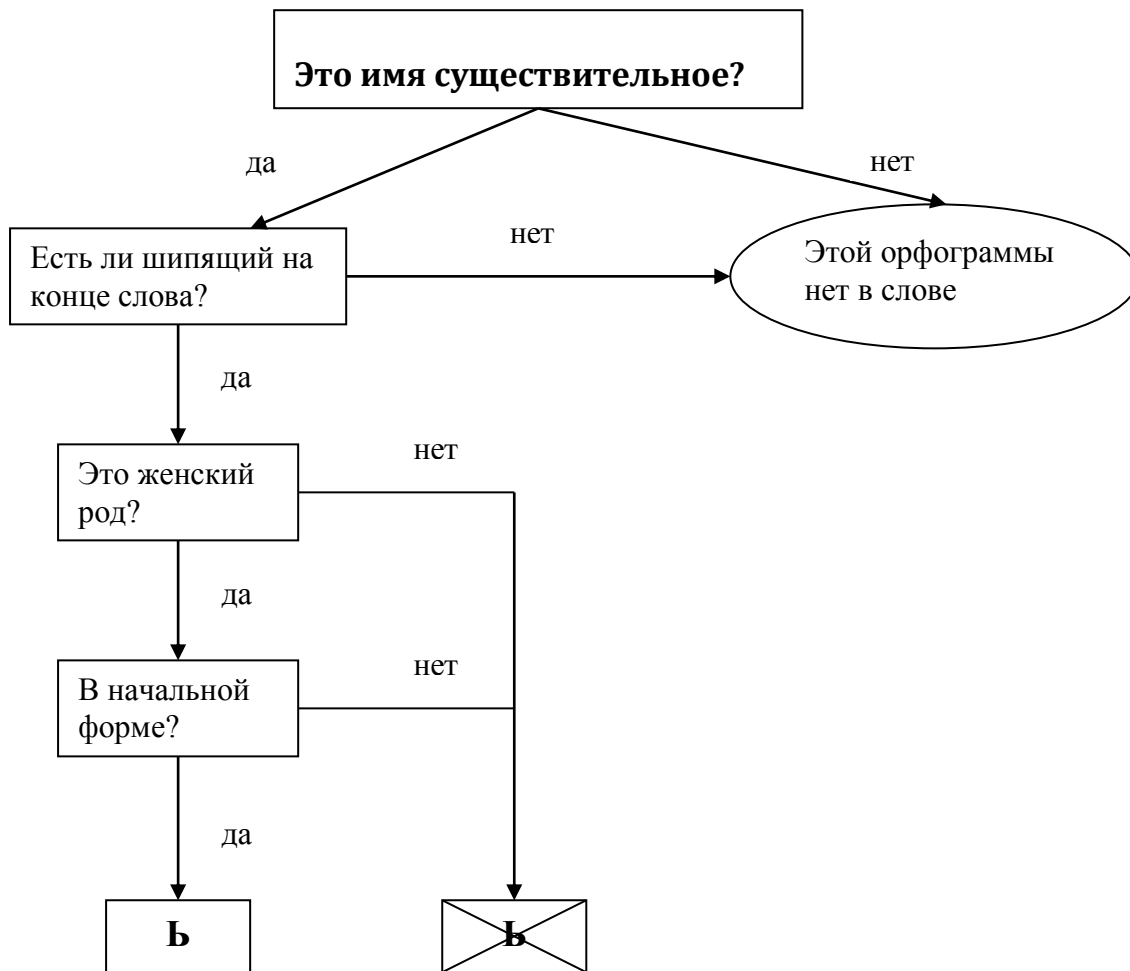 Это имя существительное?
да
нет
Есть ли шипящий на
конце слова?
нет
Этой орфограммы
нет в слове
да
Это женский
род?
нет
да
В начальной
форме?
нет
да
Ь
Ь